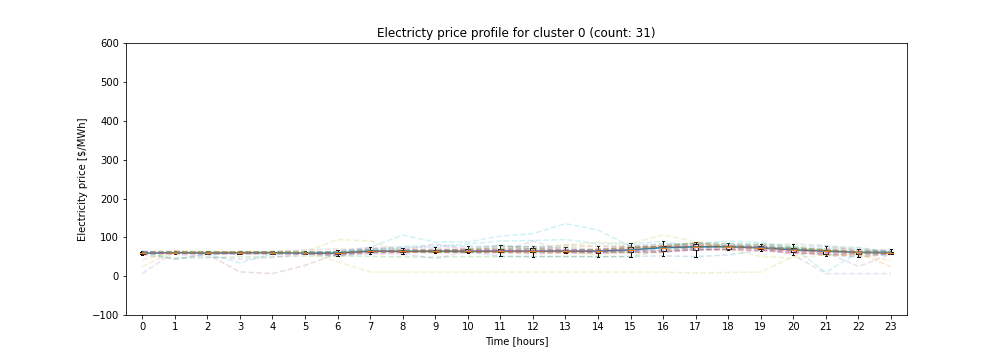 Electricty price profile for cluster 0 (count: 31)
600
500
400
300
200
100
0
−100
Electricity price [$/MWh]
0 1 2 3 4 5 6 7 8 9 10 11 12 13 14 15 16 17 18 19 20 21 22 23
Time [hours]